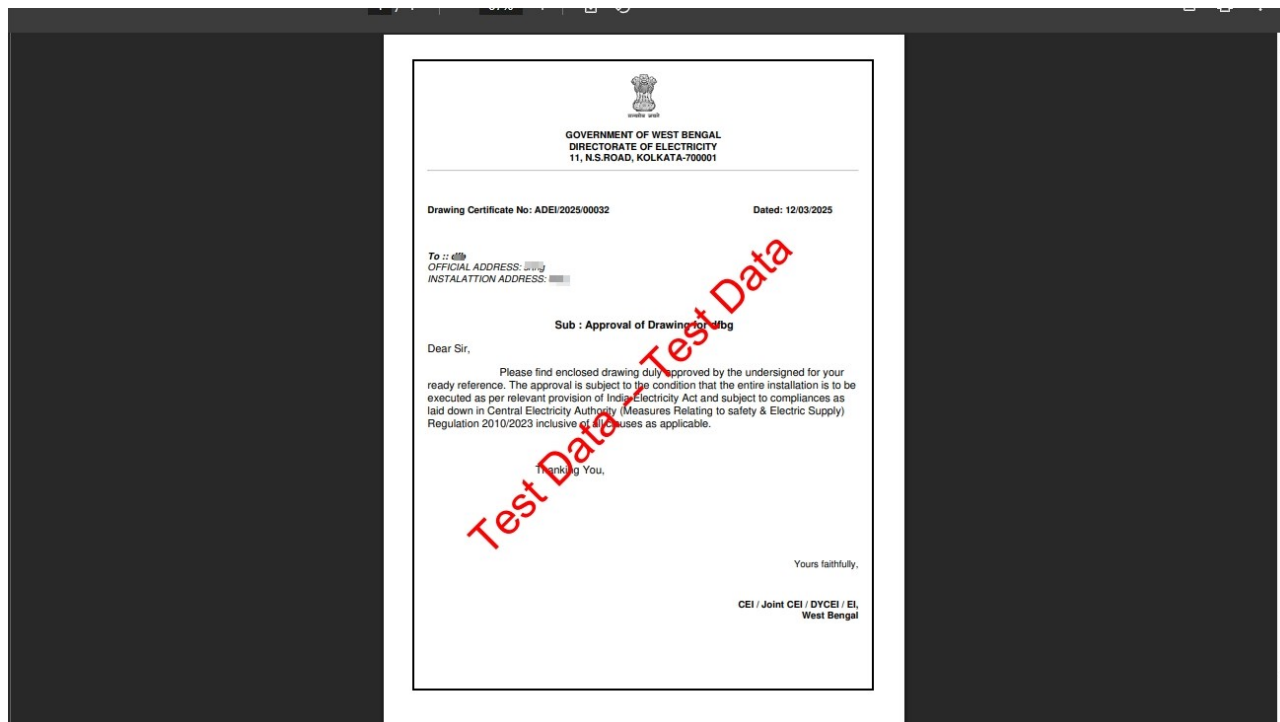 सत्यमेव जयते
GOVERNMENT OF WEST BENGAL
DIRECTORATE OF ELECTRICITY
11, N.S.ROAD, KOLKATA-700001
Drawing Certificate No: ADEI/2025/00032
Dated: 12/03/2025
To ::
OFFICIAL ADDRESS:
INSTALATTION ADDRESS:
Sub : Approval of Drawing for dfbg
Dear Sir,
Please find enclosed drawing duly approved by the undersigned for your
ready reference. The approval is subject to the condition that the entire installation is to be
executed as per relevant provision of India Electricity Act and subject to compliances as
laid down in Central Electricity Authority (Measures Relating to safety & Electric Supply)
Regulation 2010/2023 inclusive of all clauses as applicable.
Thanking You,
Test Data -- Test Data
Yours faithfully,
CEI / Joint CEI / DYCEI / EI,
West Bengal